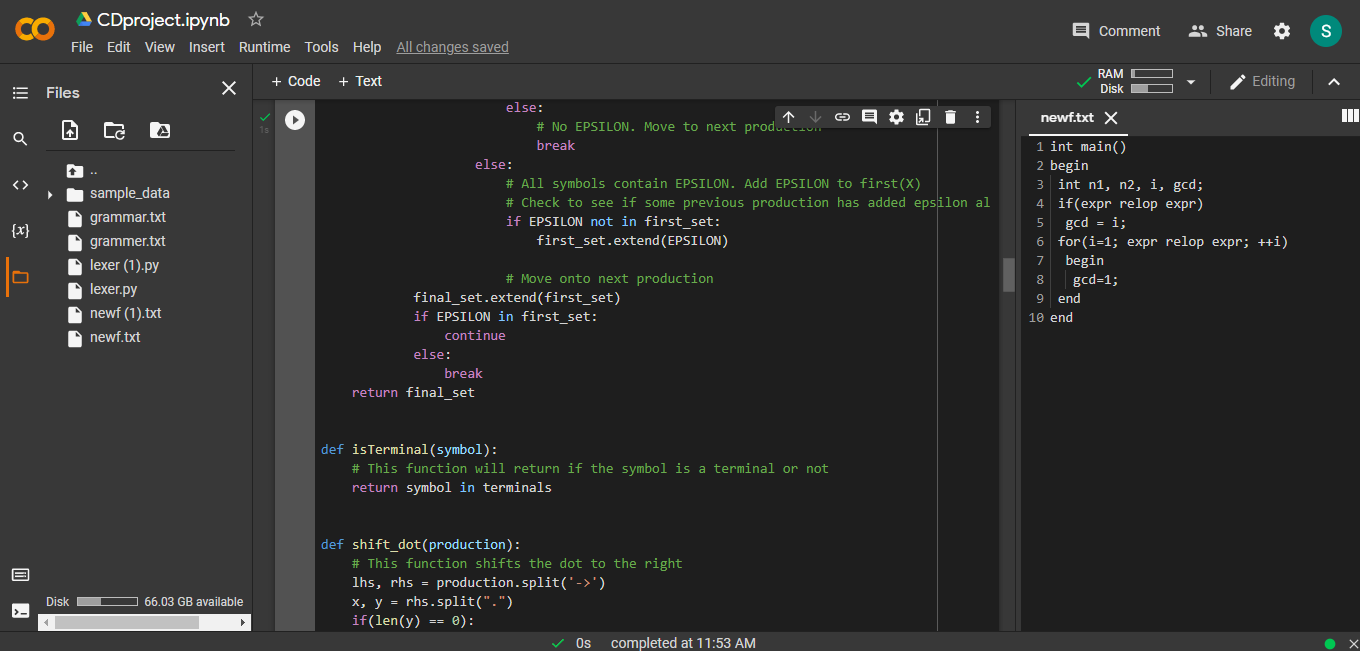 CDproject.ipynb
File Edit View Insert Runtime Tools Help All changes saved
Comment Share S
Files
+ Code + Text
RAM
Disk
Editing
..
sample_data
grammar.txt
grammer.txt
lexer (1).py
lexer.py
newf (1).txt
newf.txt
Disk 66.03 GB available
1s
else:
# No EPSILON. Move to next production
break
else:
# All symbols contain EPSILON. Add EPSILON to first(X)
# Check to see if some previous production has added epsilon al
if EPSILON not in first_set:
first_set.extend(EPSILON)
# Move onto next production
final_set.extend(first_set)
if EPSILON in first_set:
continue
else:
break
return final_set
def isTerminal(symbol):
# This function will return if the symbol is a terminal or not
return symbol in terminals
def shift_dot(production):
# This function shifts the dot to the right
lhs, rhs = production.split('->')
x, y = rhs.split(".")
if(len(y) == 0):
newf.txt
1 int main()
2 begin
3 int n1, n2, i, gcd;
4 if(expr relop expr)
5 gcd = i;
6 for(i=1; expr relop expr; ++i)
7 begin
8 gcd=1;
9 end
10 end
0s completed at 11:53 AM